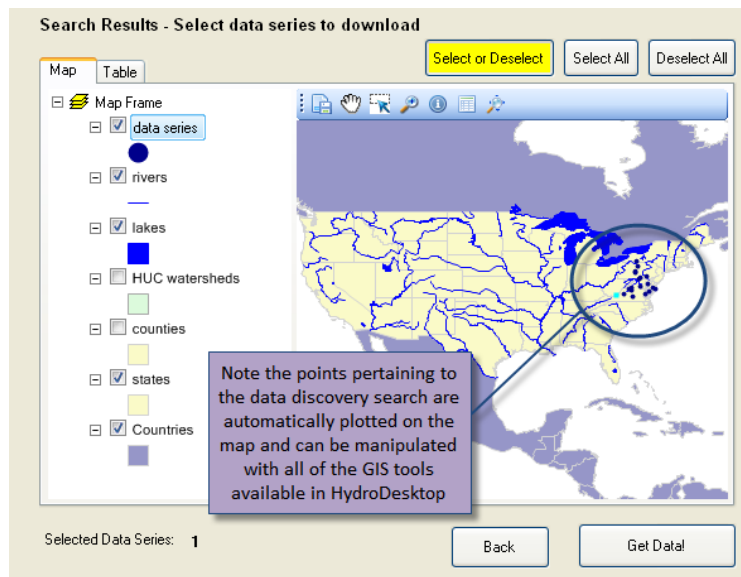 Search Results - Select data series to download
Select or Deselect
Select All
Deselect All
Map
Table
Map Frame
data series
rivers
lakes
HUC watersheds
counties
states
Countries
Note the points pertaining to
the data discovery search are
automatically plotted on the
map and can be manipulated
with all of the GIS tools
available in HydroDesktop
Selected Data Series: 1
Back
Get Data!